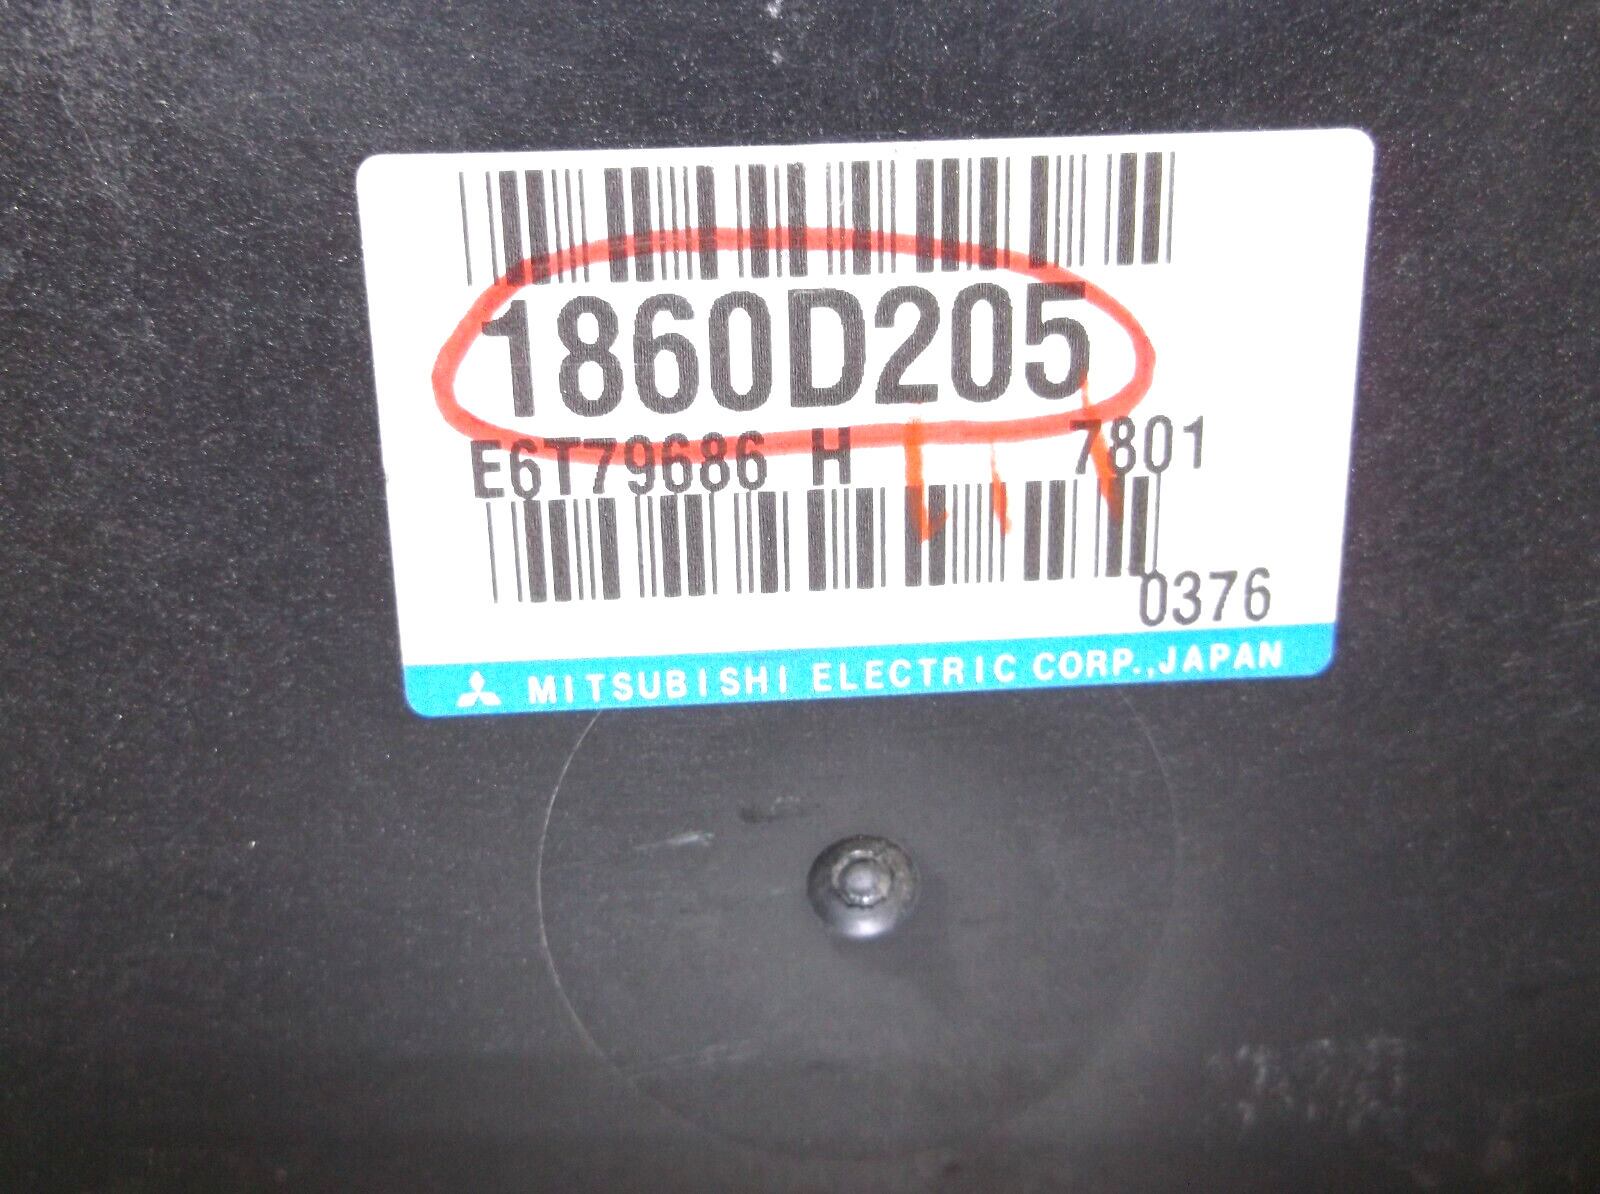 1860D205
E6T79686 H 7801
0376
MITSUBISHI ELECTRIC CORP.,JAPAN